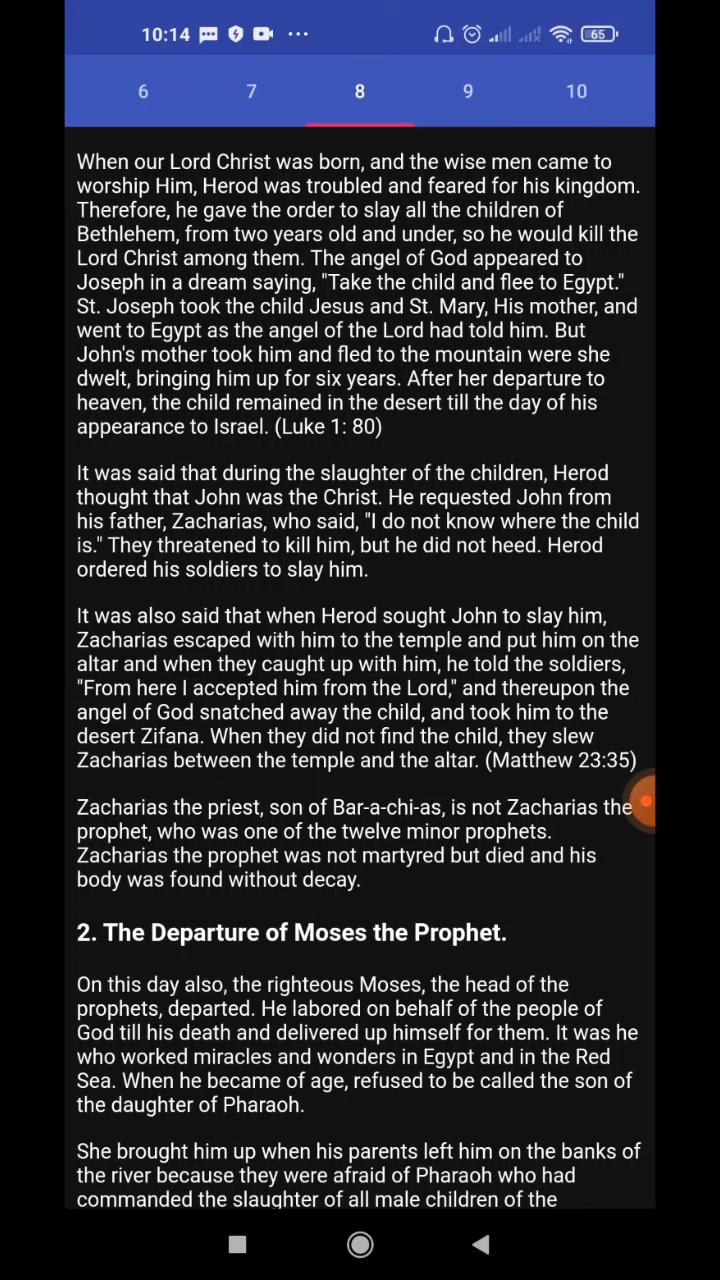 10:14
65
6 7 8 9 10
When our Lord Christ was born, and the wise men came to
worship Him, Herod was troubled and feared for his kingdom.
Therefore, he gave the order to slay all the children of
Bethlehem, from two years old and under, so he would kill the
Lord Christ among them. The angel of God appeared to
Joseph in a dream saying, "Take the child and flee to Egypt."
St. Joseph took the child Jesus and St. Mary, His mother, and
went to Egypt as the angel of the Lord had told him. But
John's mother took him and fled to the mountain were she
dwelt, bringing him up for six years. After her departure to
heaven, the child remained in the desert till the day of his
appearance to Israel. (Luke 1: 80)
It was said that during the slaughter of the children, Herod
thought that John was the Christ. He requested John from
his father, Zacharias, who said, "I do not know where the child
is." They threatened to kill him, but he did not heed. Herod
ordered his soldiers to slay him.
It was also said that when Herod sought John to slay him,
Zacharias escaped with him to the temple and put him on the
altar and when they caught up with him, he told the soldiers,
"From here I accepted him from the Lord," and thereupon the
angel of God snatched away the child, and took him to the
desert Zifana. When they did not find the child, they slew
Zacharias between the temple and the altar. (Matthew 23:35)
Zacharias the priest, son of Bar-a-chi-as, is not Zacharias the
prophet, who was one of the twelve minor prophets.
Zacharias the prophet was not martyred but died and his
body was found without decay.
2. The Departure of Moses the Prophet.
On this day also, the righteous Moses, the head of the
prophets, departed. He labored on behalf of the people of
God till his death and delivered up himself for them. It was he
who worked miracles and wonders in Egypt and in the Red
Sea. When he became of age, refused to be called the son of
the daughter of Pharaoh.
She brought him up when his parents left him on the banks of
the river because they were afraid of Pharaoh who had
commanded the slaughter of all male children of the